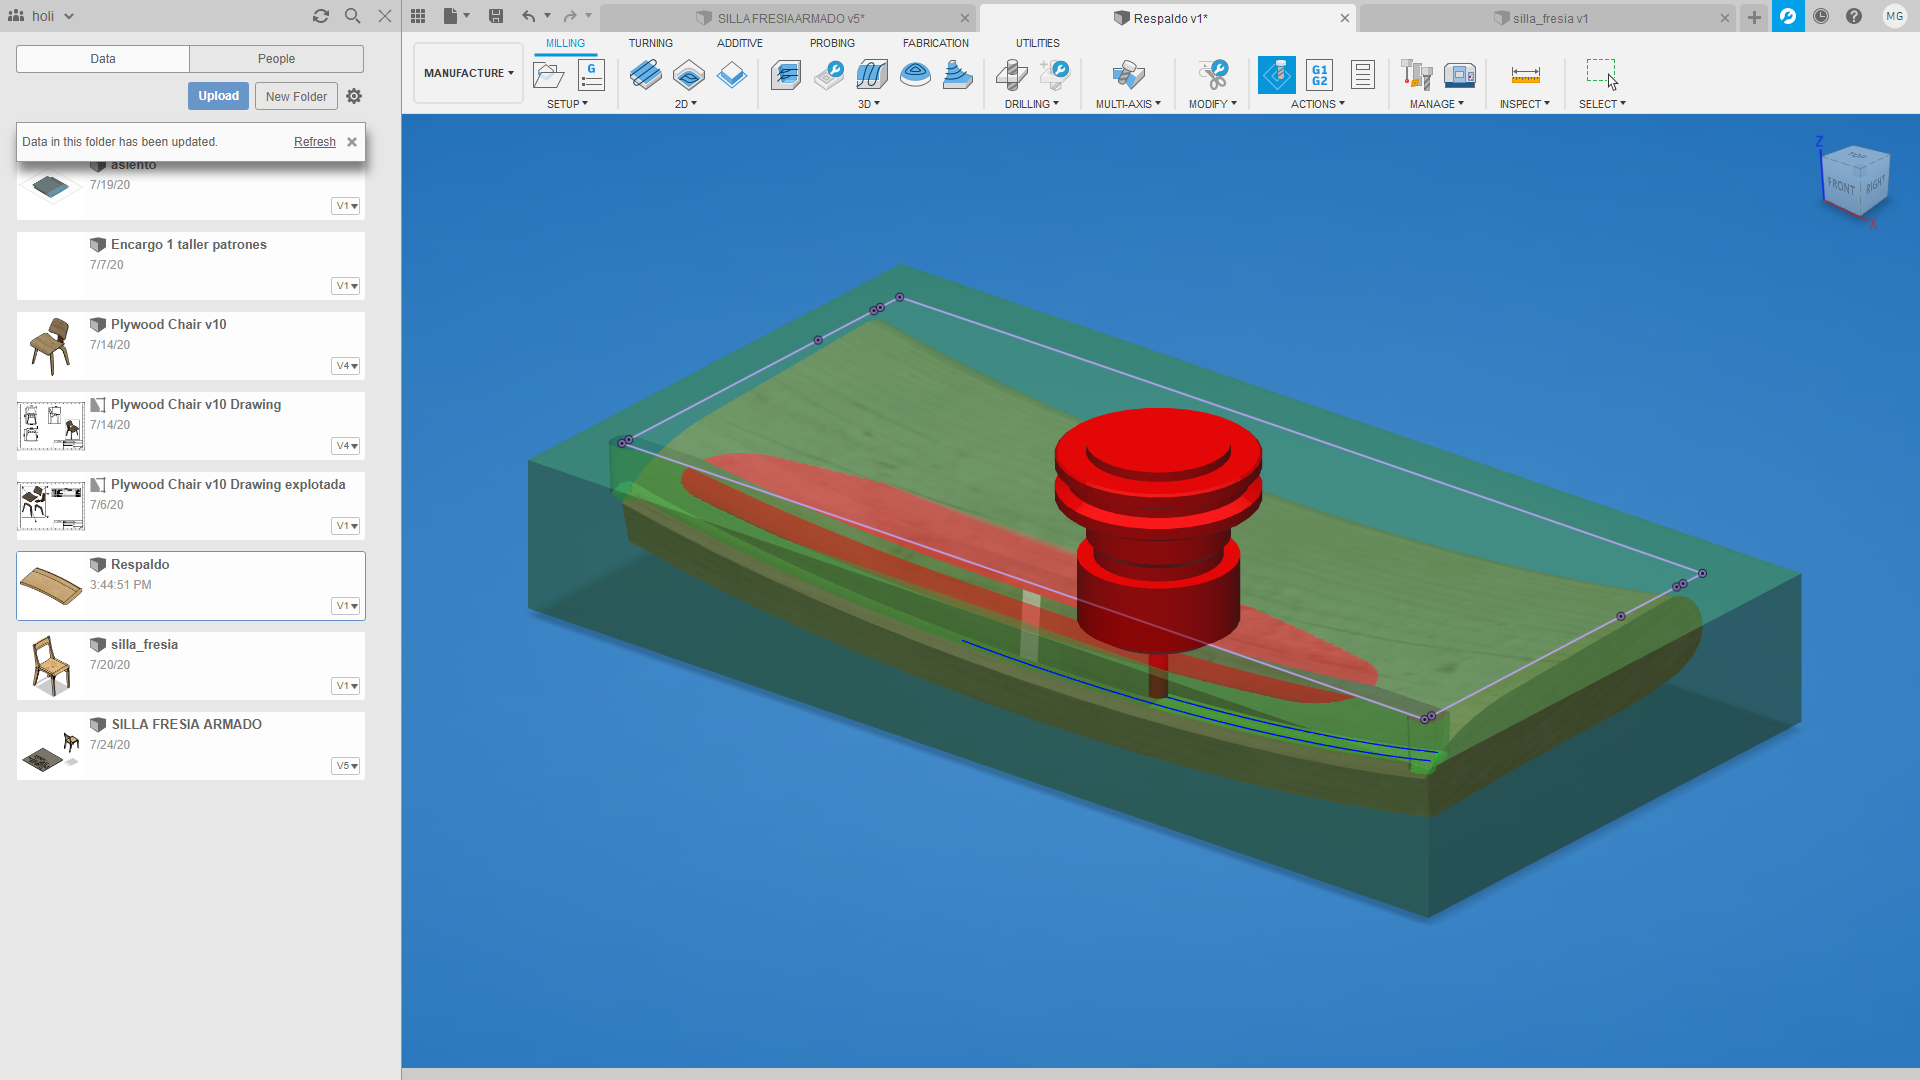 holi
SILLA FRESIA ARMADO v5*
Respaldo v1*
silla_fresia v1
MG
Data
People
MILLING
TURNING
ADDITIVE
PROBING
FABRICATION
UTILITIES
MANUFACTURE
G
G1
G2
Upload
New Folder
SETUP
2D
3D
DRILLING
MULTI-AXIS
MODIFY
ACTIONS
MANAGE
INSPECT
SELECT
Data in this folder has been updated.
Refresh
asiento
7/19/20
V1
Encargo 1 taller patrones
7/7/20
V1
Plywood Chair v10
7/14/20
V4
Plywood Chair v10 Drawing
7/14/20
V4
Plywood Chair v10 Drawing explotada
7/6/20
V1
Respaldo
3:44:51 PM
V1
silla_fresia
7/20/20
V1
SILLA FRESIA ARMADO
7/24/20
V5
Z
TOP
FRONT
RIGHT
X